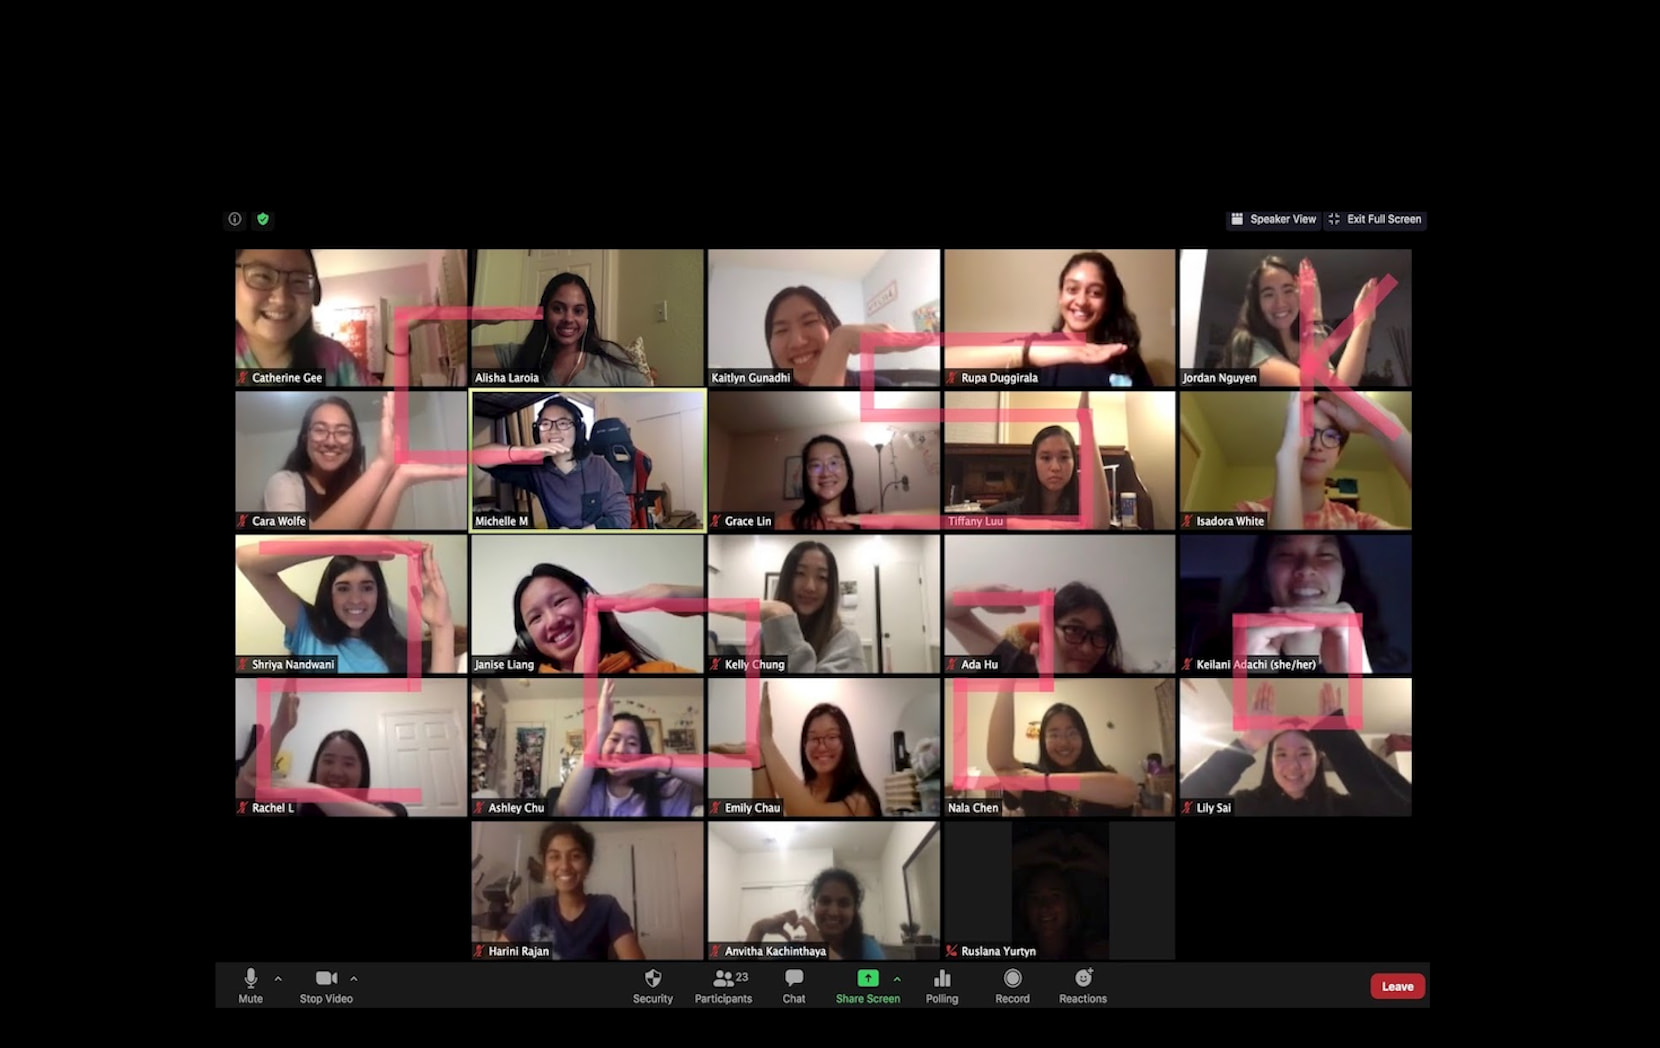 Speaker View Exit Full Screen
Catherine Gee
Alisha Laroia
Kaitlyn Gunadhi
Rupa Duggirala
Jordan Nguyen
Cara Wolfe
Michelle M
Grace Lin
Tiffany Luu
Isadora White
Shriya Nandwani
Janise Liang
Kelly Chung
Ada Hu
Keilani Adachi (she/her)
Rachel L
Ashley Chu
Emily Chau
Nala Chen
Lily Sai
Harini Rajan
Anvitha Kachinthaya
Ruslana Yurtyn
23
Mute
Stop Video
Security
Participants
Chat
Share Screen
Polling
Record
Reactions
Leave